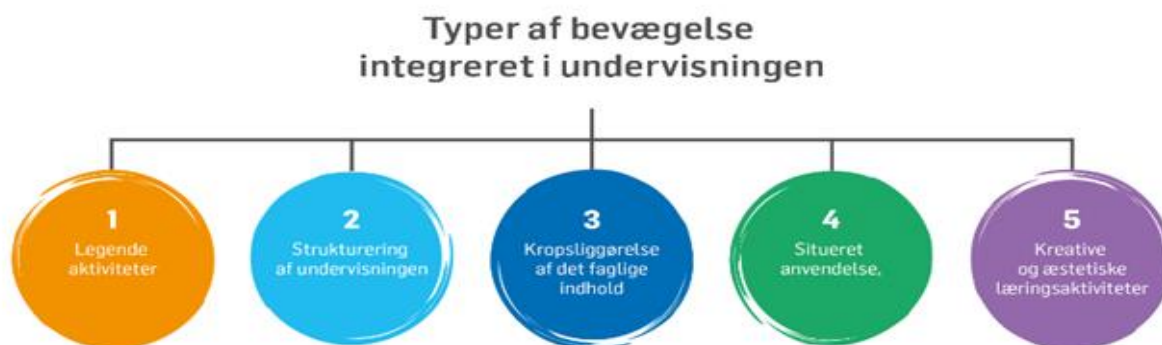 Typer af bevægelse
integreret i undervisningen
1
Legende
aktiviteter
2
Strukturering
af undervisningen
3
Kropsliggørelse
af det faglige
indhold
4
Situeret
anvendelse,
5
Kreative
og æstetiske
læringsaktiviteter